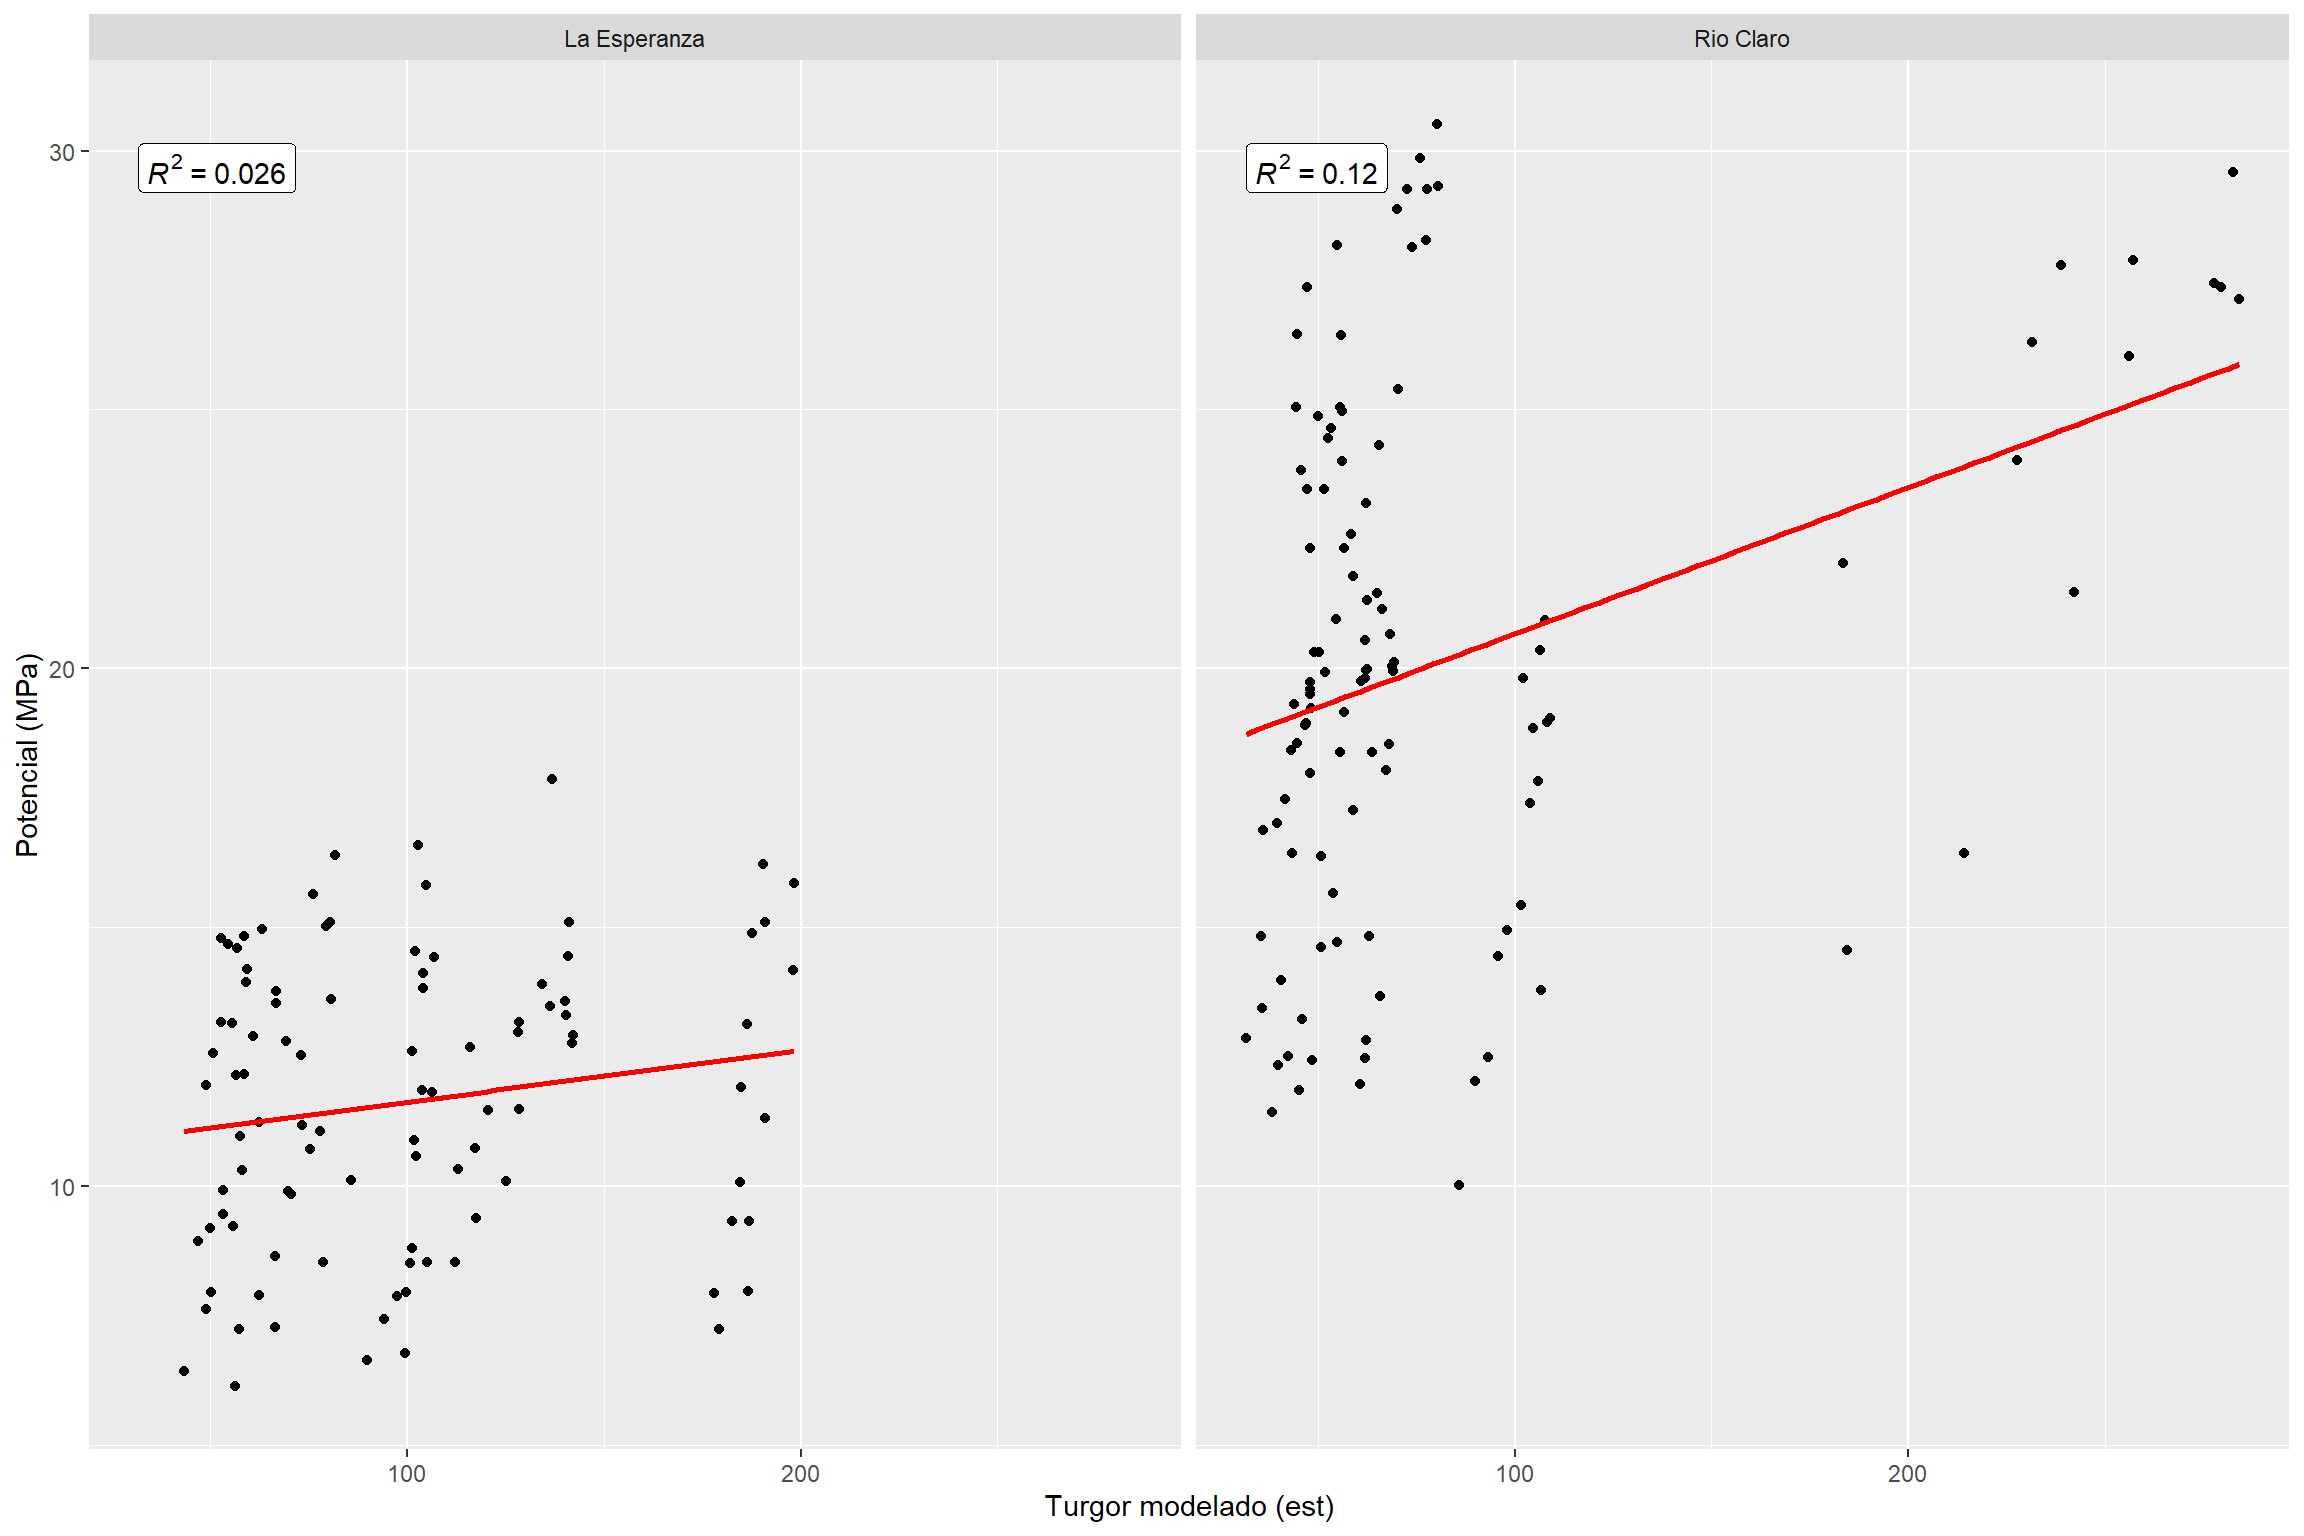 La Esperanza
Rio Claro
R² = 0.026
R² = 0.12
30
20
10
Potencial (MPa)
100
200
100
200
Turgor modelado (est)